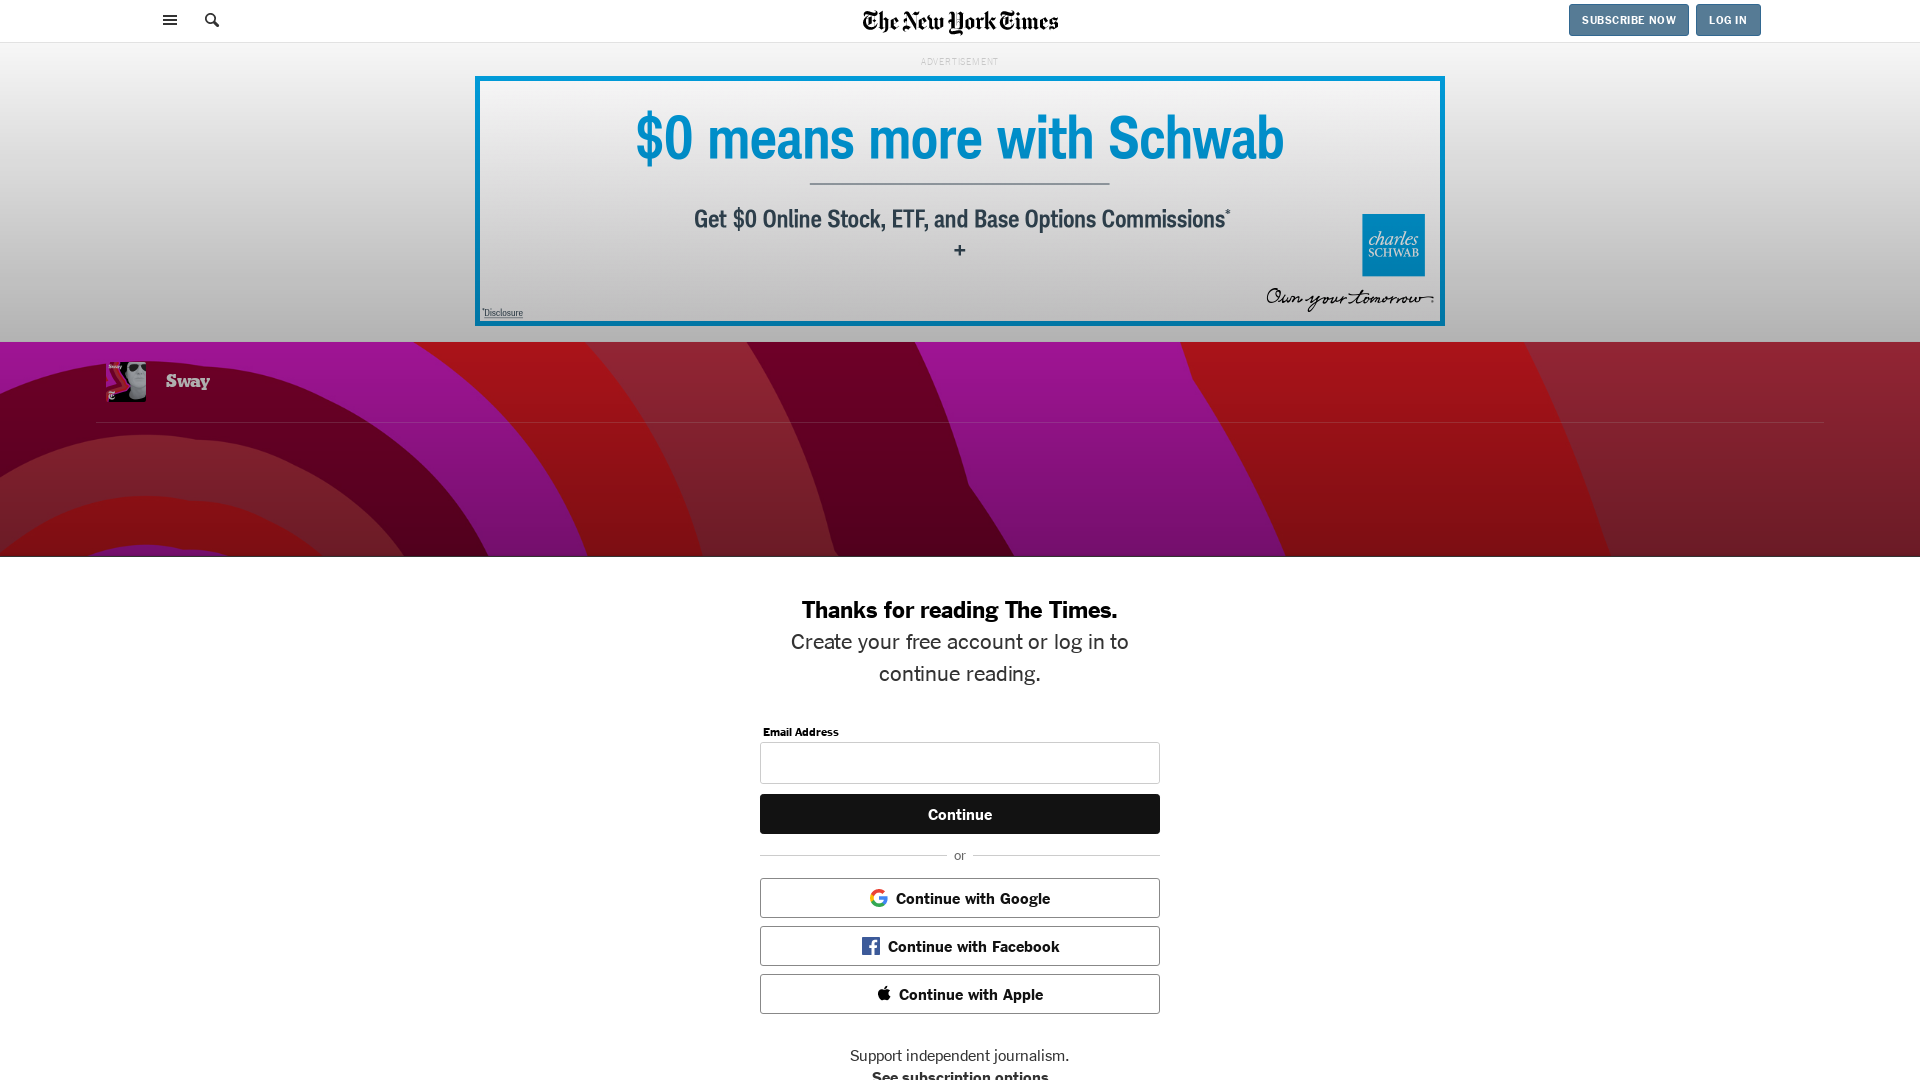 The New York Times
SUBSCRIBE NOW
LOG IN
ADVERTISEMENT
$0 means more with Schwab
Get $0 Online Stock, ETF, and Base Options Commissions*
+
charles
SCHWAB
Own your tomorrow®
*Disclosure
Sway
Sway
Thanks for reading The Times.
Create your free account or log in to
continue reading.
Email Address
Continue
or
Continue with Google
Continue with Facebook
Continue with Apple
Support independent journalism.
See subscription options